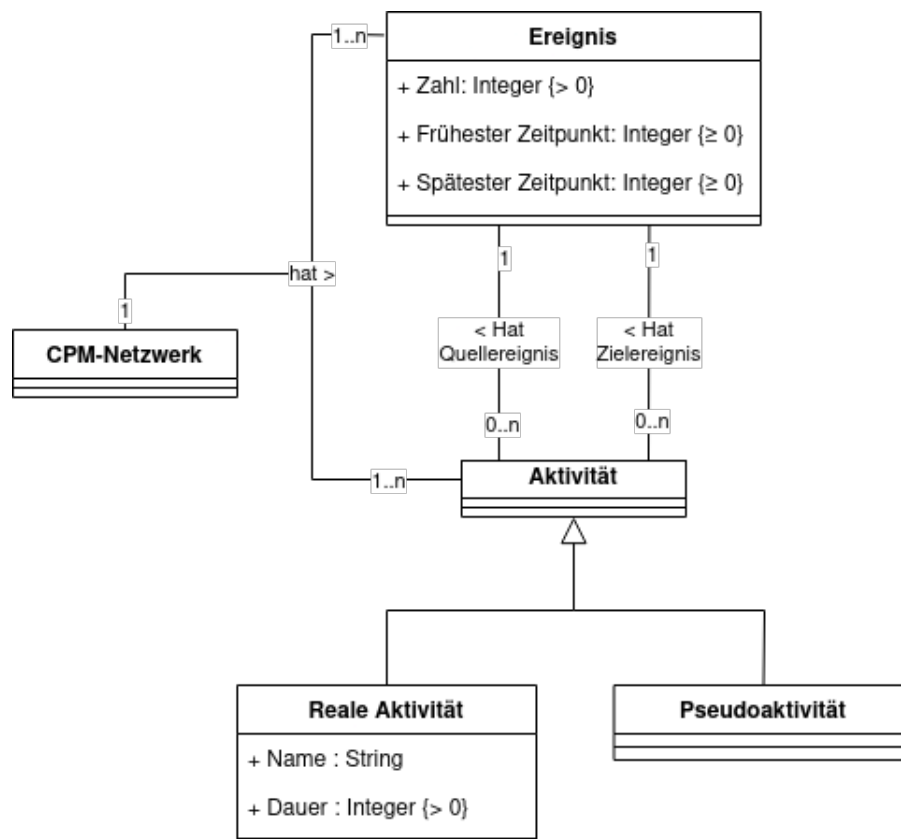 1..n
Ereignis
+ Zahl: Integer {> 0}
+ Frühester Zeitpunkt: Integer {≥ 0}
+ Spätester Zeitpunkt: Integer {≥ 0}
1
1
hat >
1
CPM-Netzwerk
< Hat
Quellereignis
< Hat
Zielereignis
0..n
0..n
1..n
Aktivität
Reale Aktivität
+ Name : String
+ Dauer : Integer {> 0}
Pseudoaktivität